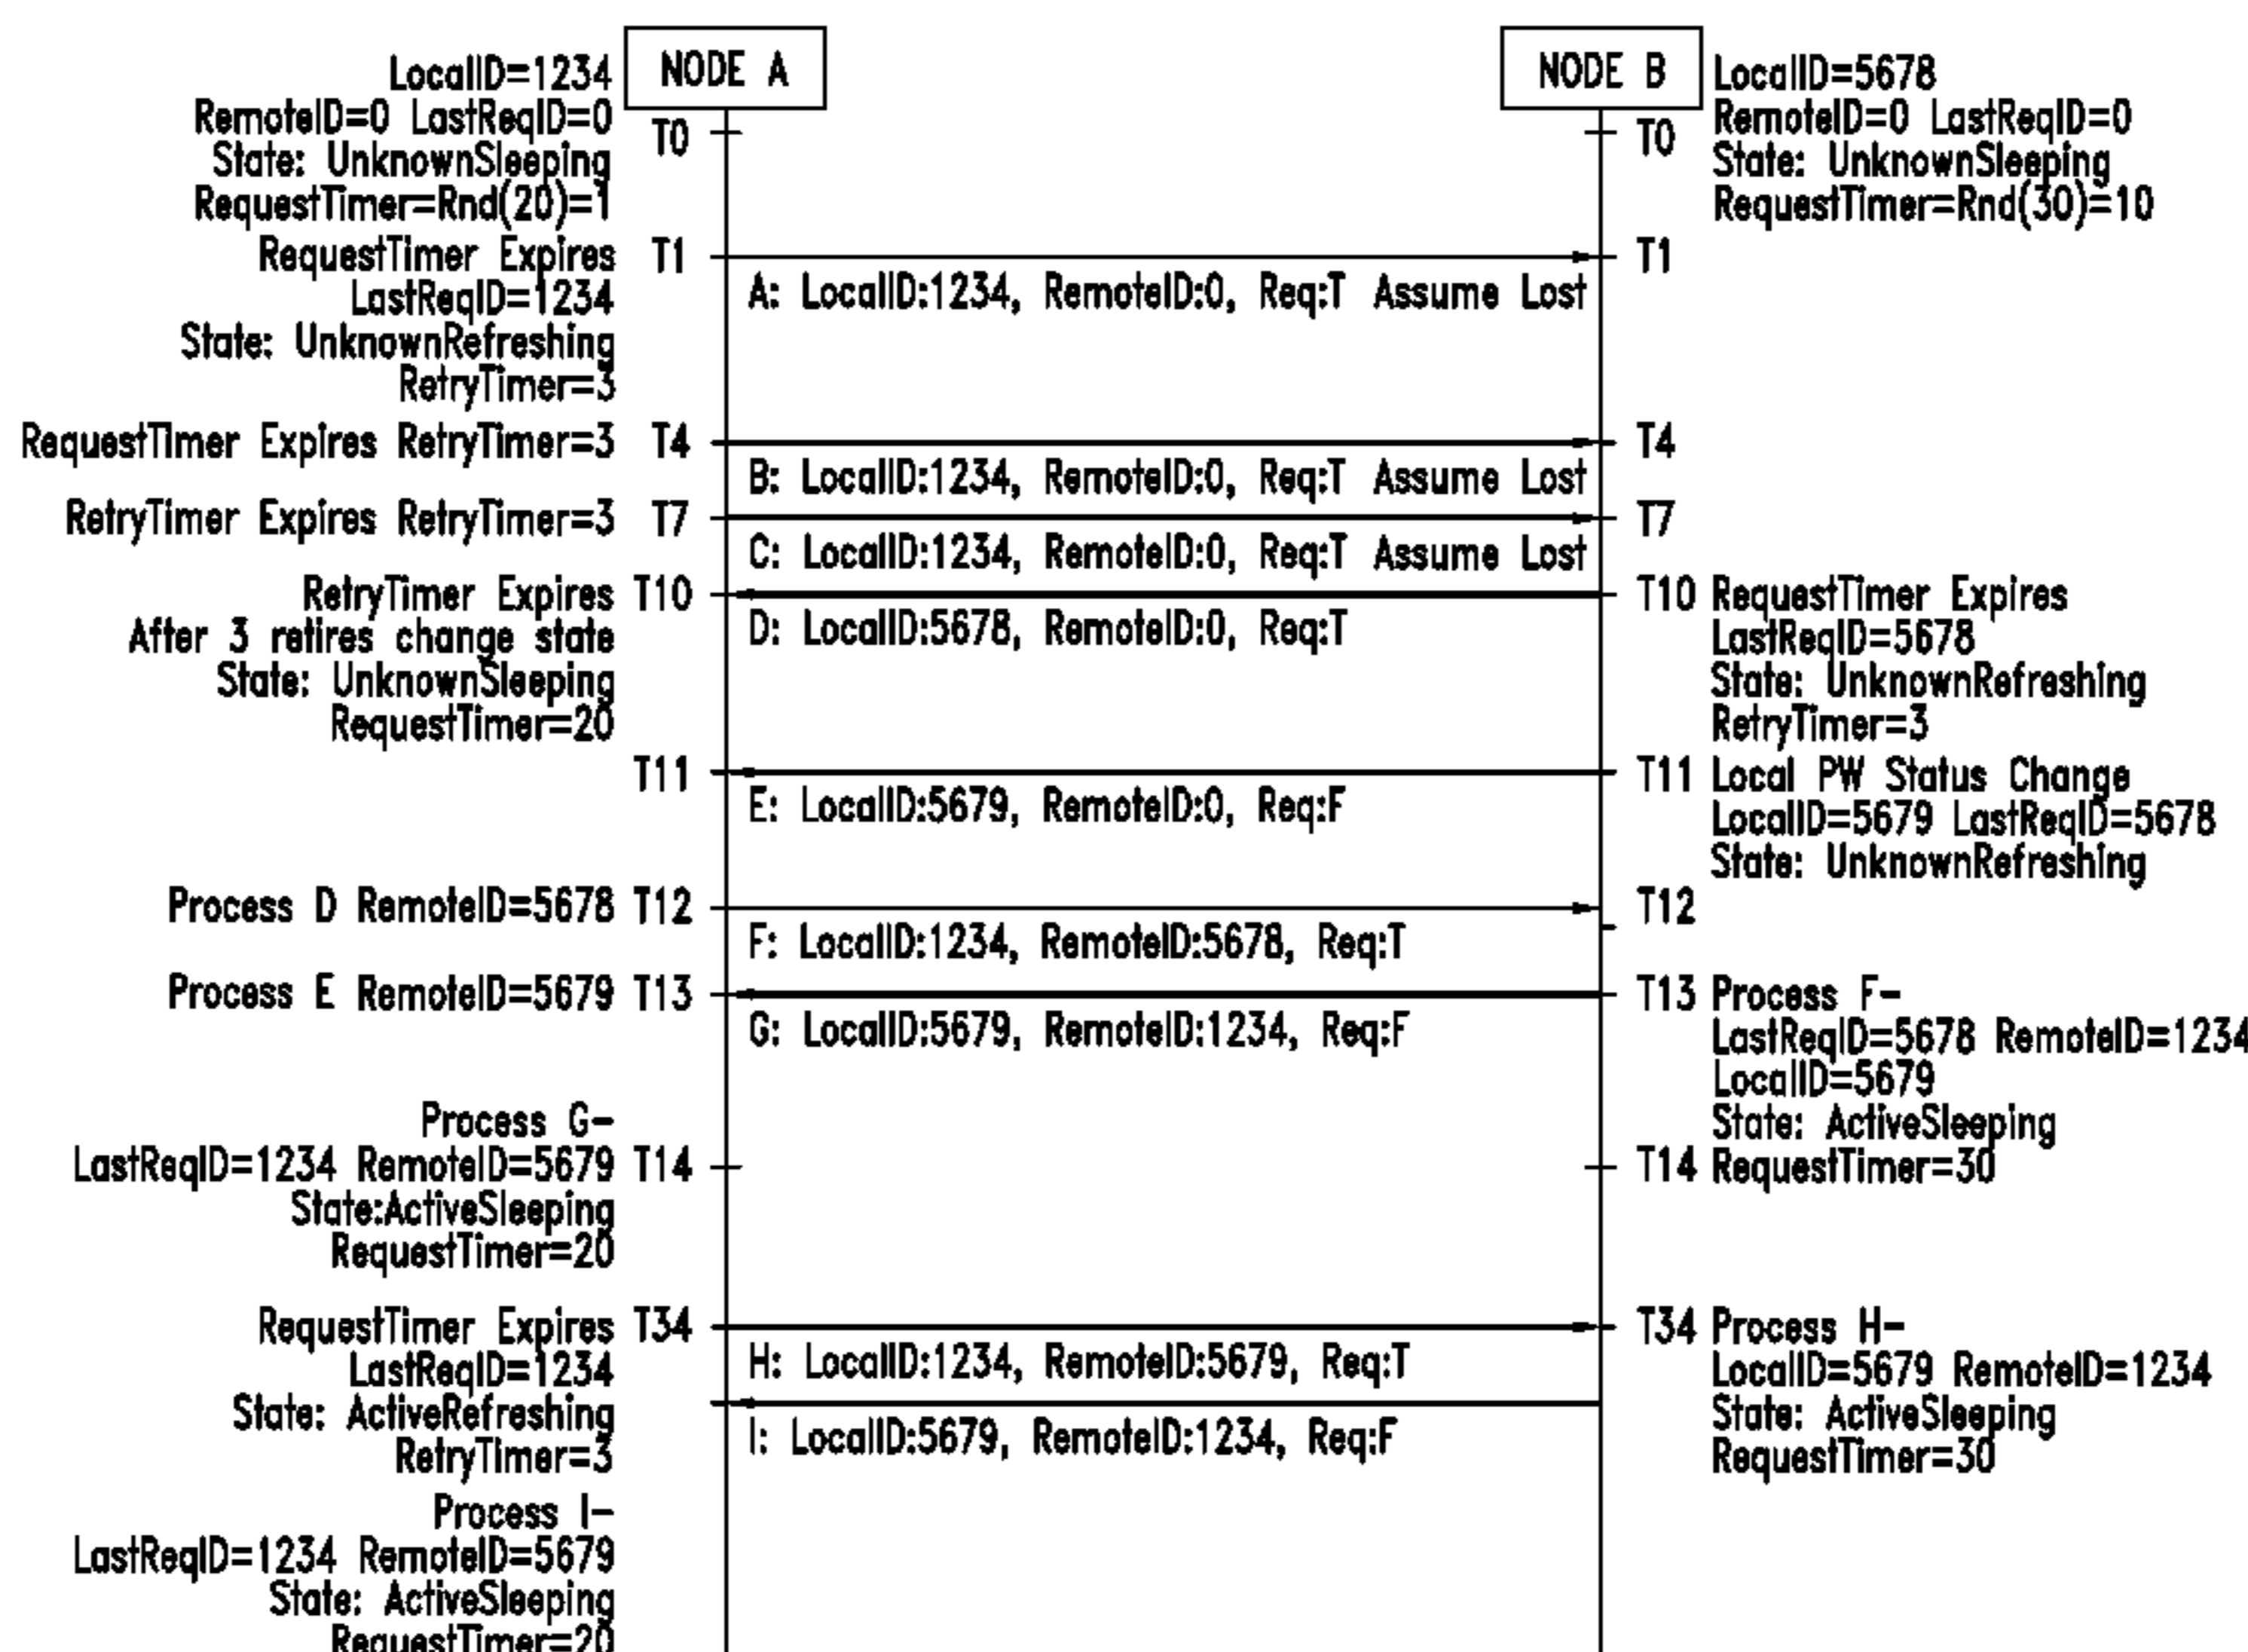 NODE A
NODE B
LocalID=1234
RemoteID=0 LastReqID=0
State: UnknownSleeping
RequestTimer=Rnd(20)=1
T0
T0
LocalID=5678
RemoteID=0 LastReqID=0
State: UnknownSleeping
RequestTimer=Rnd(30)=10
RequestTimer Expires
LastReqID=1234
State: UnknownRefreshing
RetryTimer=3
T1
T1
A: LocalID:1234, RemoteID:0, Req:T Assume Lost
RequestTimer Expires RetryTimer=3
T4
T4
B: LocalID:1234, RemoteID:0, Req:T Assume Lost
RetryTimer Expires RetryTimer=3
T7
T7
C: LocalID:1234, RemoteID:0, Req:T Assume Lost
RetryTimer Expires
After 3 retires change state
State: UnknownSleeping
RequestTimer=20
T10
D: LocalID:5678, RemoteID:0, Req:T
T10
RequestTimer Expires
LastReqID=5678
State: UnknownRefreshing
RetryTimer=3
T11
E: LocalID:5679, RemoteID:0, Req:F
T11
Local PW Status Change
LocalID=5679 LastReqID=5678
State: UnknownRefreshing
Process D RemoteID=5678
T12
T12
F: LocalID:1234, RemoteID:5678, Req:T
Process E RemoteID=5679
T13
G: LocalID:5679, RemoteID:1234, Req:F
T13
Process F-
LastReqID=5678 RemoteID=1234
LocalID=5679
State: ActiveSleeping
RequestTimer=30
Process G-
LastReqID=1234 RemoteID=5679
State:ActiveSleeping
RequestTimer=20
T14
T14
RequestTimer Expires
LastReqID=1234
State: ActiveRefreshing
RetryTimer=3
T34
H: LocalID:1234, RemoteID:5679, Req:T
T34
Process H-
LocalID=5679 RemoteID=1234
State: ActiveSleeping
RequestTimer=30
I: LocalID:5679, RemoteID:1234, Req:F
Process I-
LastReqID=1234 RemoteID=5679
State: ActiveSleeping
RequestTimer=20